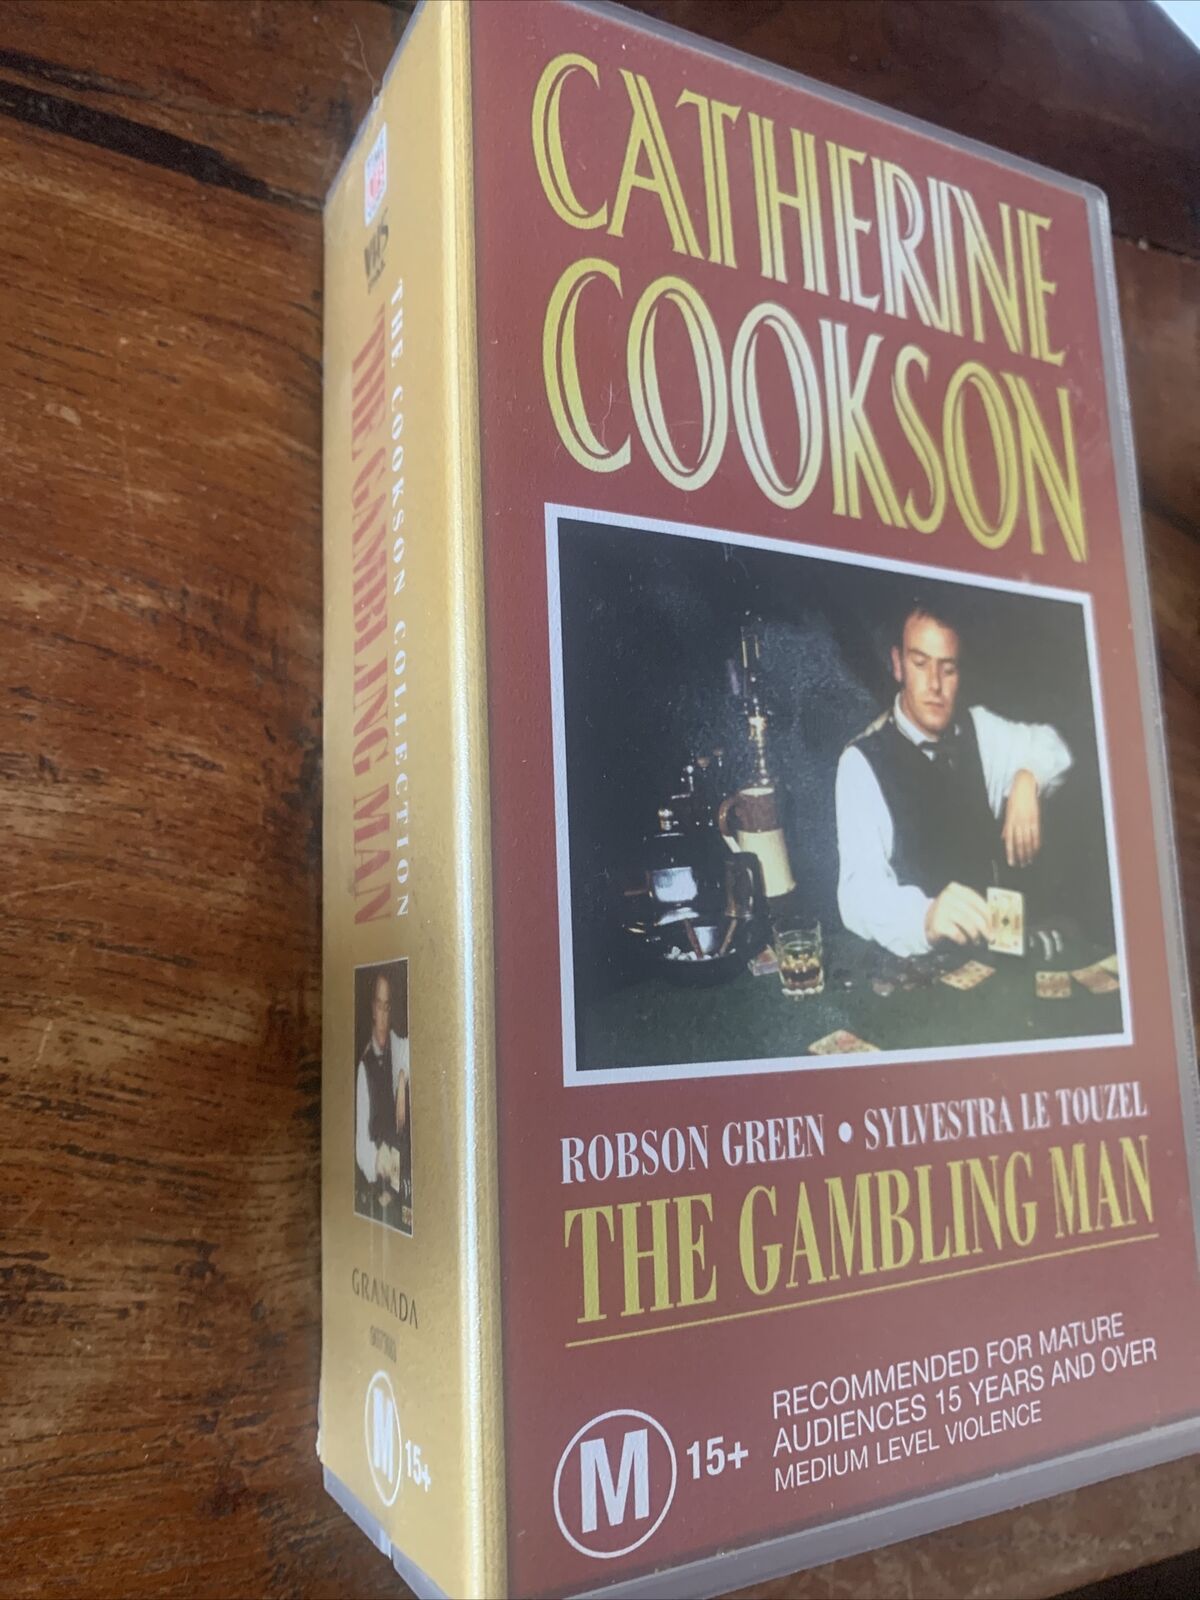 CATHERINE
COOKSON
ROBSON GREEN • SYLVESTRA LE TOUZEL
THE GAMBLING MAN
M 15+
RECOMMENDED FOR MATURE
AUDIENCES 15 YEARS AND OVER
MEDIUM LEVEL VIOLENCE
VHS
THE COOKSON COLLECTION
THE GAMBLING MAN
GRANADA
M 15+